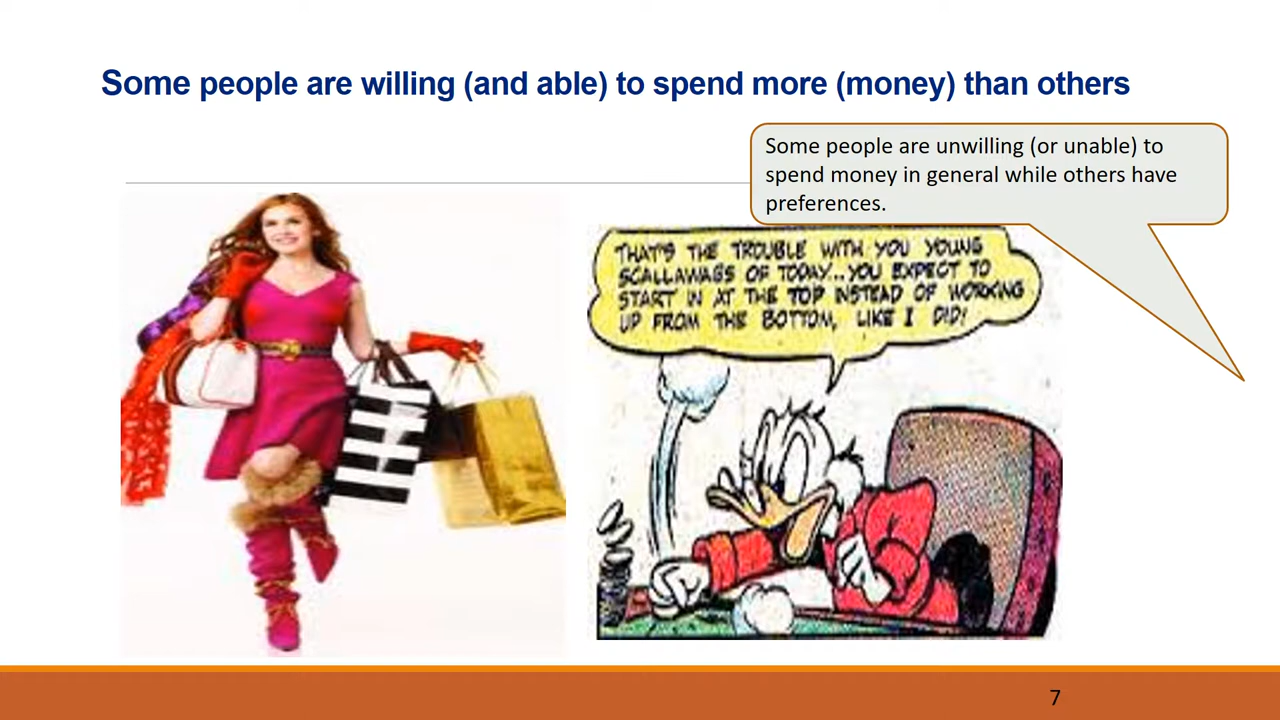 Some people are willing (and able) to spend more (money) than others
Some people are unwilling (or unable) to
spend money in general while others have
preferences.
THAT'S THE TROUBLE WITH YOU YOUNG
SCALLAWAGS OF TODAY...YOU EXPECT TO
START IN AT THE TOP INSTEAD OF WORKING
UP FROM THE BOTTOM, LIKE I DID!
7